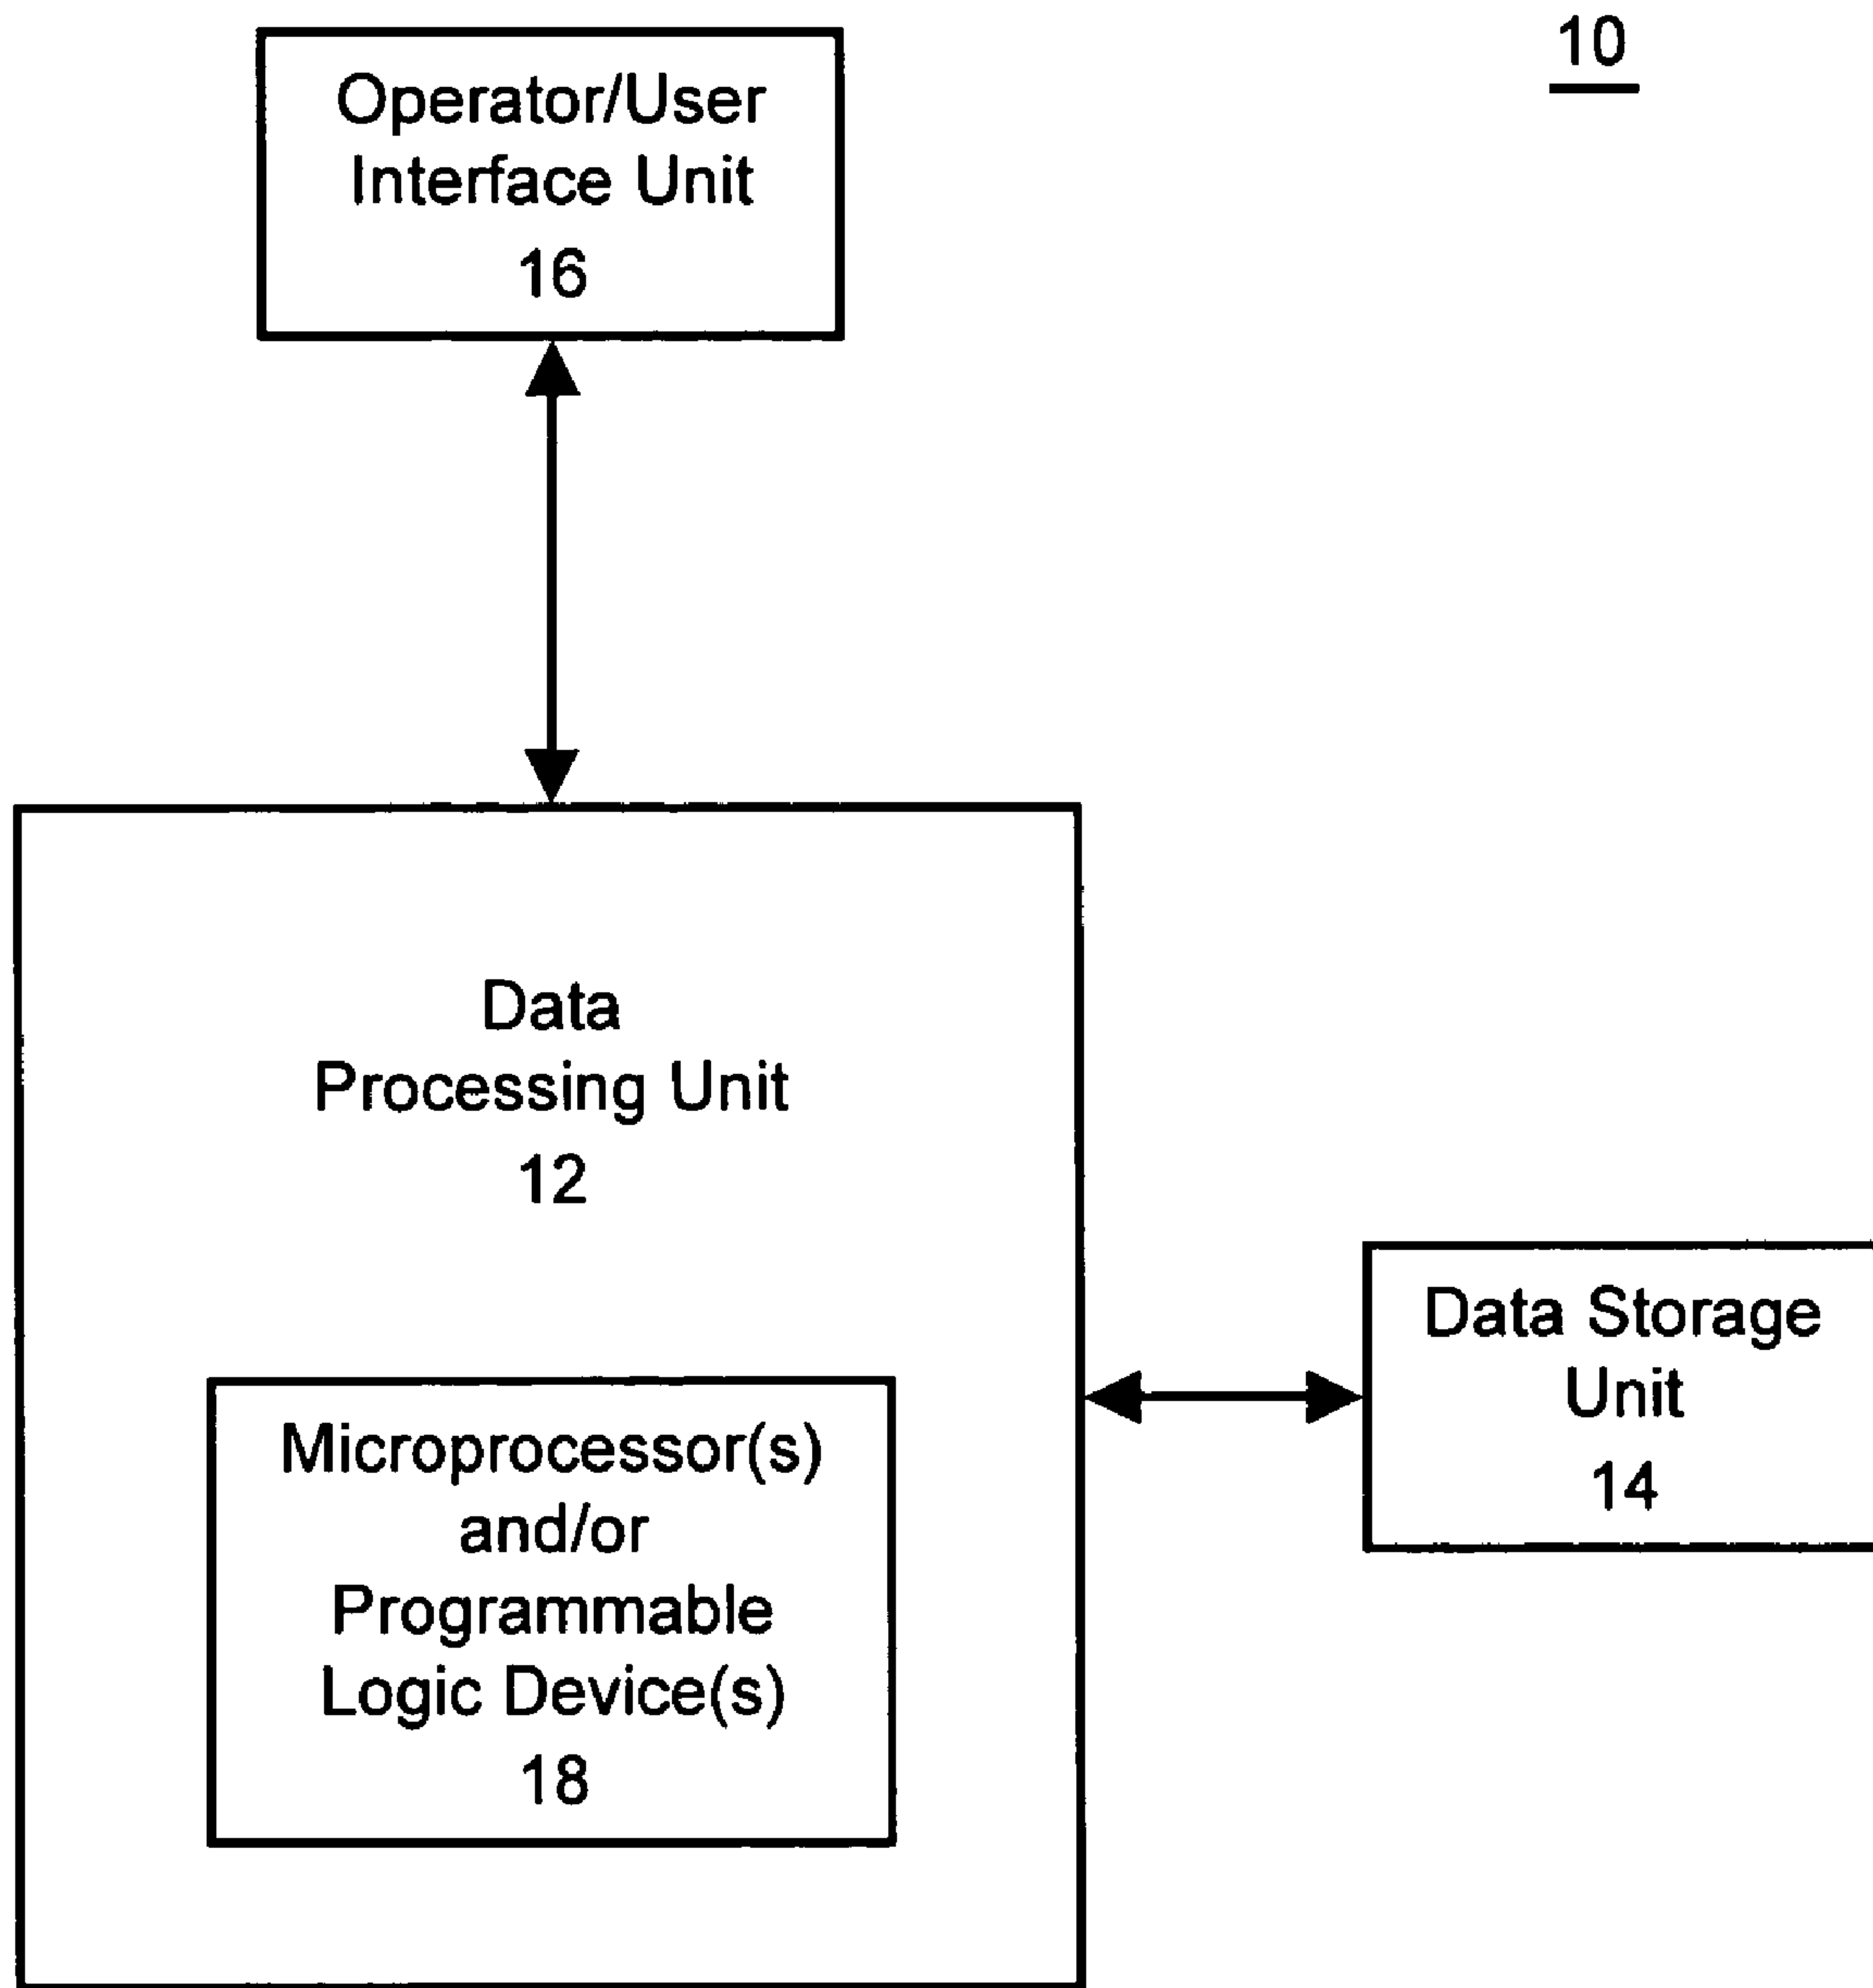 10
Operator/User
Interface Unit
16
Data
Processing Unit
12
Data Storage
Unit
14
Microprocessor(s)
and/or
Programmable
Logic Device(s)
18